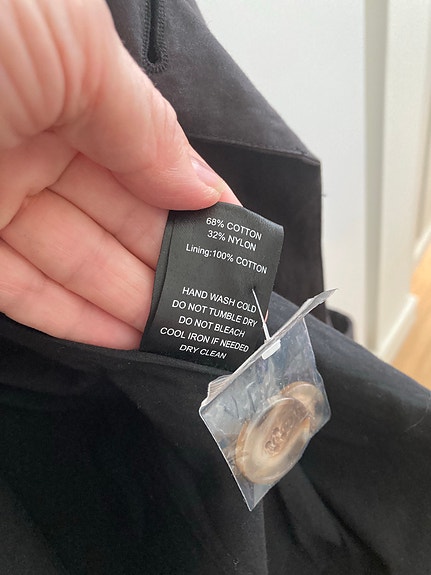 68% COTTON
32% NYLON
Lining:100% COTTON
HAND WASH COLD
DO NOT TUMBLE DRY
DO NOT BLEACH
COOL IRON IF NEEDED
DRY CLEAN